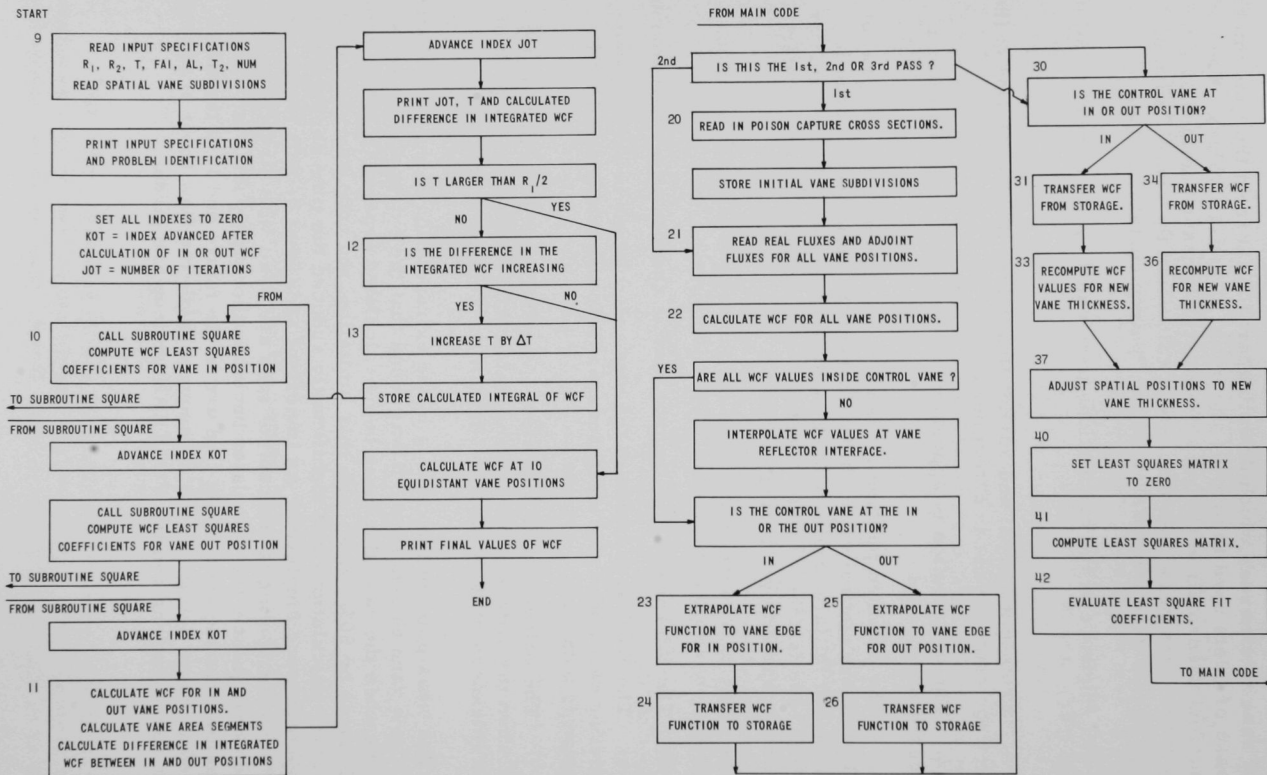 START
9
READ INPUT SPECIFICATIONS
R1, R2, T, FAI, AL, T2, NUM
READ SPATIAL VANE SUBDIVISIONS
PRINT INPUT SPECIFICATIONS
AND PROBLEM IDENTIFICATION
SET ALL INDEXES TO ZERO
KOT = INDEX ADVANCED AFTER
CALCULATION OF IN OR OUT WCF
JOT = NUMBER OF ITERATIONS
FROM
10
CALL SUBROUTINE SQUARE
COMPUTE WCF LEAST SQUARES
COEFFICIENTS FOR VANE IN POSITION
TO SUBROUTINE SQUARE
FROM SUBROUTINE SQUARE
ADVANCE INDEX KOT
CALL SUBROUTINE SQUARE
COMPUTE WCF LEAST SQUARES
COEFFICIENTS FOR VANE OUT POSITION
TO SUBROUTINE SQUARE
FROM SUBROUTINE SQUARE
ADVANCE INDEX KOT
11
CALCULATE WCF FOR IN AND
OUT VANE POSITIONS.
CALCULATE VANE AREA SEGMENTS
CALCULATE DIFFERENCE IN INTEGRATED
WCF BETWEEN IN AND OUT POSITIONS
ADVANCE INDEX JOT
PRINT JOT, T AND CALCULATED
DIFFERENCE IN INTEGRATED WCF
IS T LARGER THAN R1/2
NO
YES
12
IS THE DIFFERENCE IN THE
INTEGRATED WCF INCREASING
YES
NO
13
INCREASE T BY ΔT
STORE CALCULATED INTEGRAL OF WCF
CALCULATE WCF AT 10
EQUIDISTANT VANE POSITIONS
PRINT FINAL VALUES OF WCF
END
FROM MAIN CODE
IS THIS THE 1st, 2nd OR 3rd PASS ?
2nd
1st
20
READ IN POISON CAPTURE CROSS SECTIONS.
STORE INITIAL VANE SUBDIVISIONS
21
READ REAL FLUXES AND ADJOINT
FLUXES FOR ALL VANE POSITIONS.
22
CALCULATE WCF FOR ALL VANE POSITIONS.
YES
ARE ALL WCF VALUES INSIDE CONTROL VANE ?
NO
INTERPOLATE WCF VALUES AT VANE
REFLECTOR INTERFACE.
IS THE CONTROL VANE AT THE IN
OR THE OUT POSITION?
IN
OUT
23
EXTRAPOLATE WCF
FUNCTION TO VANE EDGE
FOR IN POSITION.
25
EXTRAPOLATE WCF
FUNCTION TO VANE EDGE
FOR OUT POSITION.
24
TRANSFER WCF
FUNCTION TO STORAGE
26
TRANSFER WCF
FUNCTION TO STORAGE
30
IS THE CONTROL VANE AT
IN OR OUT POSITION?
IN
OUT
31
TRANSFER WCF
FROM STORAGE.
34
TRANSFER WCF
FROM STORAGE.
33
RECOMPUTE WCF
VALUES FOR NEW
VANE THICKNESS.
36
RECOMPUTE WCF
FOR NEW VANE
THICKNESS.
37
ADJUST SPATIAL POSITIONS TO NEW
VANE THICKNESS.
40
SET LEAST SQUARES MATRIX
TO ZERO
41
COMPUTE LEAST SQUARES MATRIX.
42
EVALUATE LEAST SQUARE FIT
COEFFICIENTS.
TO MAIN CODE